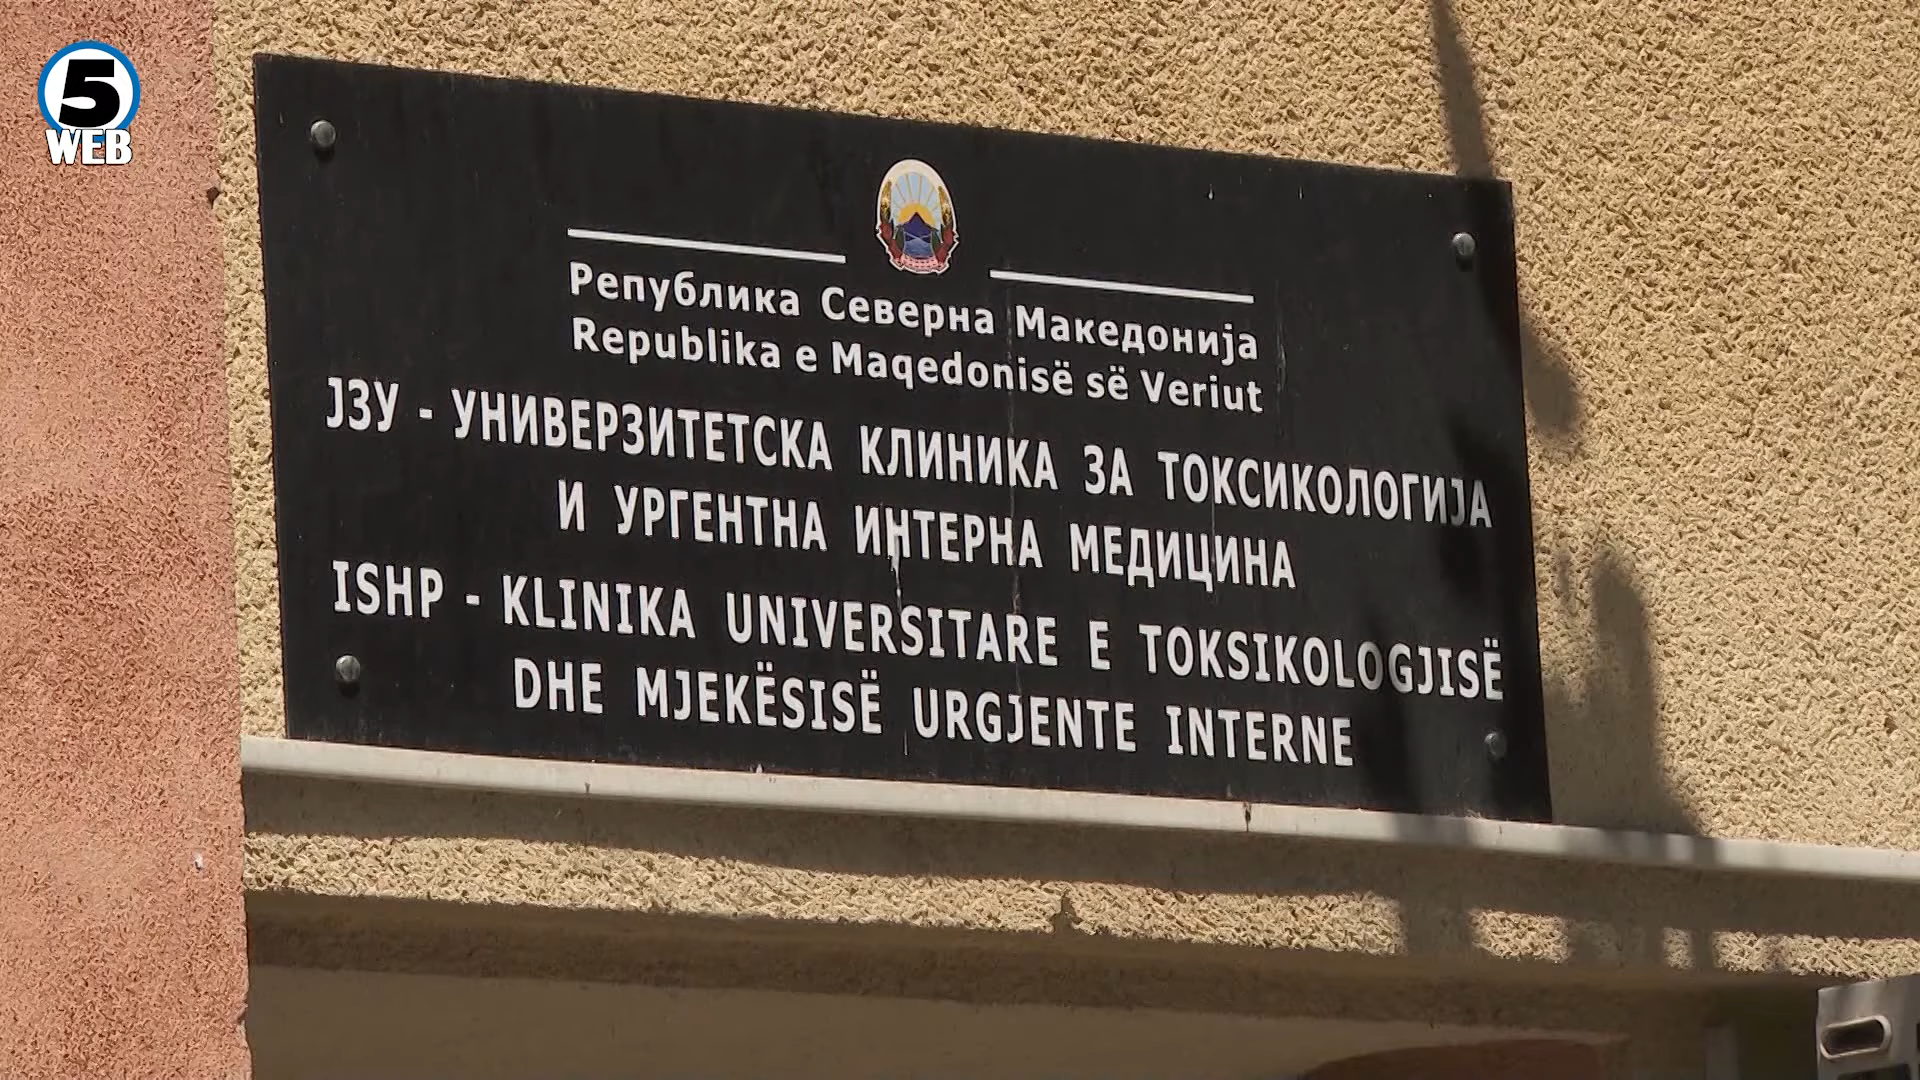 5
WEB
Република Северна Македонија
Republika e Maqedonisë së Veriut
ЈЗУ - УНИВЕРЗИТЕТСКА КЛИНИКА ЗА ТОКСИКОЛОГИЈА
И УРГЕНТНА ИНТЕРНА МЕДИЦИНА
ISHP - KLINIKA UNIVERSITARE E TOKSIKOLOGJISË
DHE MJEKËSISË URGJENTE INTERNE